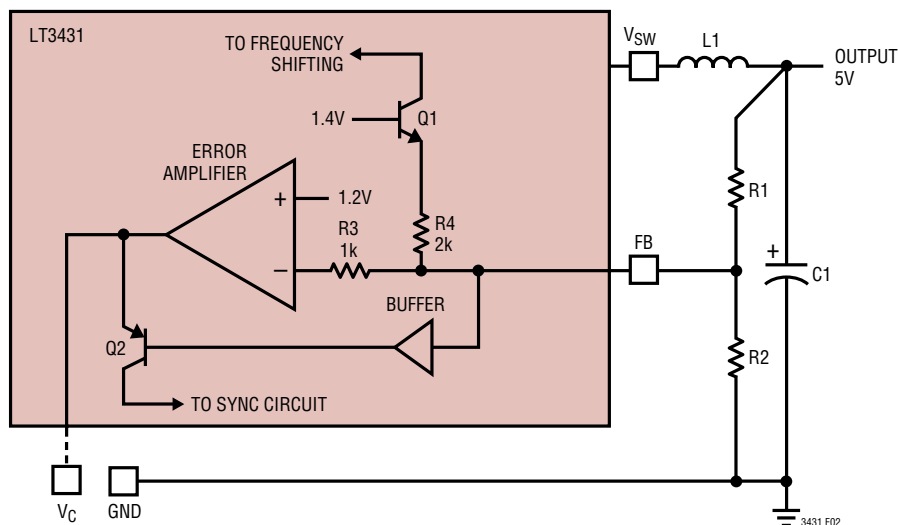 LT3431
TO FREQUENCY
SHIFTING
VSW
L1
OUTPUT
5V
1.4V
Q1
ERROR
AMPLIFIER
+
1.2V
R3
1k
R4
2k
R1
–
FB
+
C1
BUFFER
Q2
R2
TO SYNC CIRCUIT
VC
GND
3431 F02